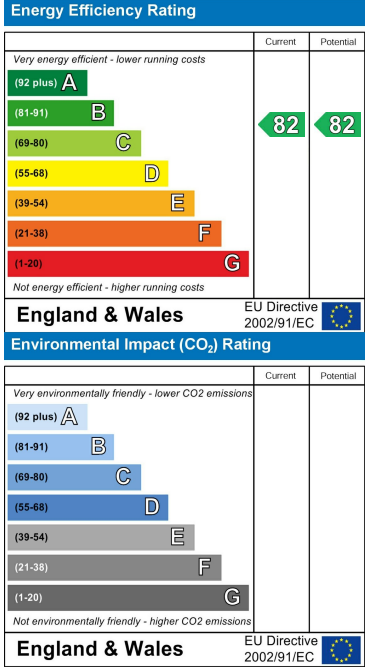 Energy Efficiency Rating
Current Potential
Very energy efficient - lower running costs
(92 plus) A
(81-91) B
(69-80) C
(55-68) D
(39-54) E
(21-38) F
(1-20) G
82 82
Not energy efficient - higher running costs
England & Wales
EU Directive
2002/91/EC
Environmental Impact (CO₂) Rating
Current Potential
Very environmentally friendly - lower CO2 emissions
(92 plus) A
(81-91) B
(69-80) C
(55-68) D
(39-54) E
(21-38) F
(1-20) G
Not environmentally friendly - higher CO2 emissions
England & Wales
EU Directive
2002/91/EC